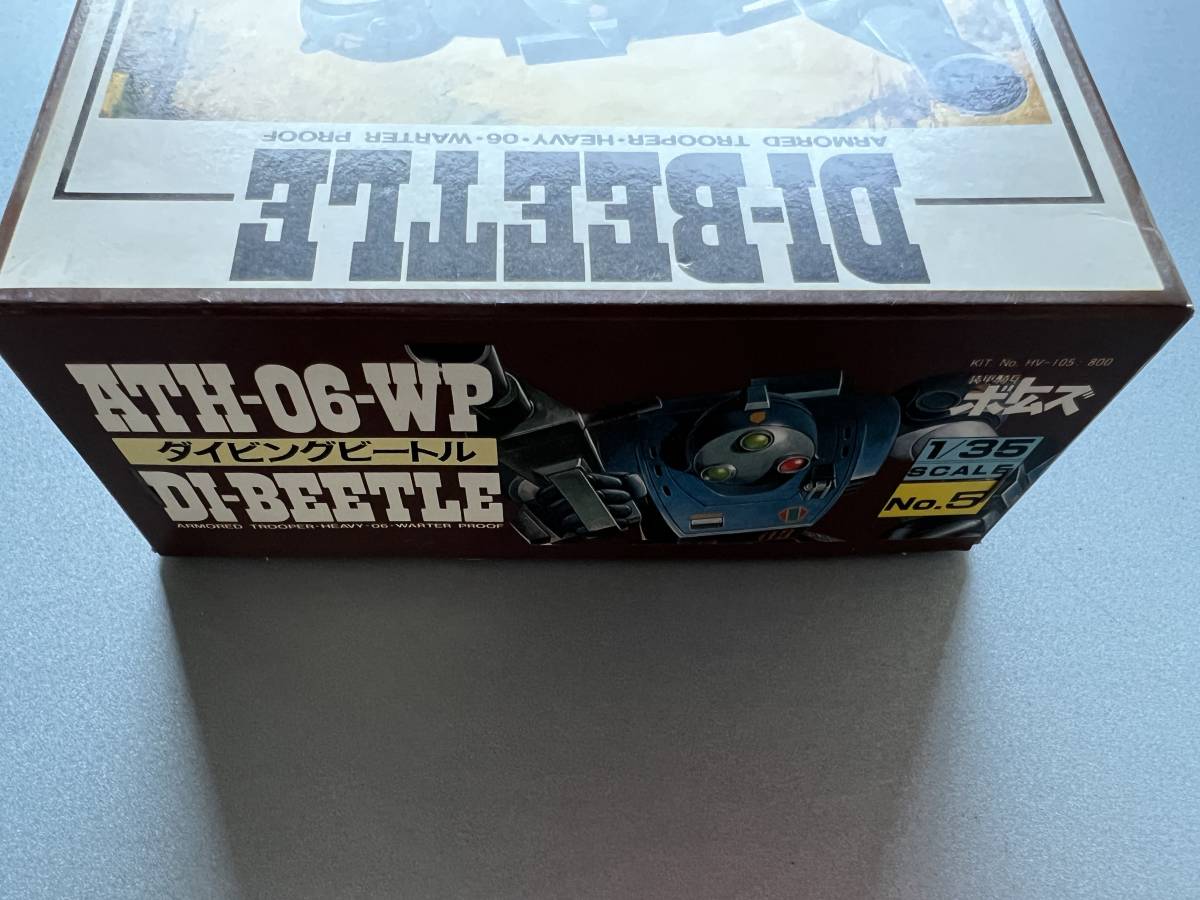 ARMORED TROOPER•HEAVY•06•WARTER PROOF
DI-BEETLE
ATH-06-WP
ダイビングビートル
DI-BEETLE
ARMORED TROOPER•HEAVY•06•WARTER PROOF
KIT No. HV-105:800
装甲騎兵
ボトムズ
1/35
SCALE
No.5